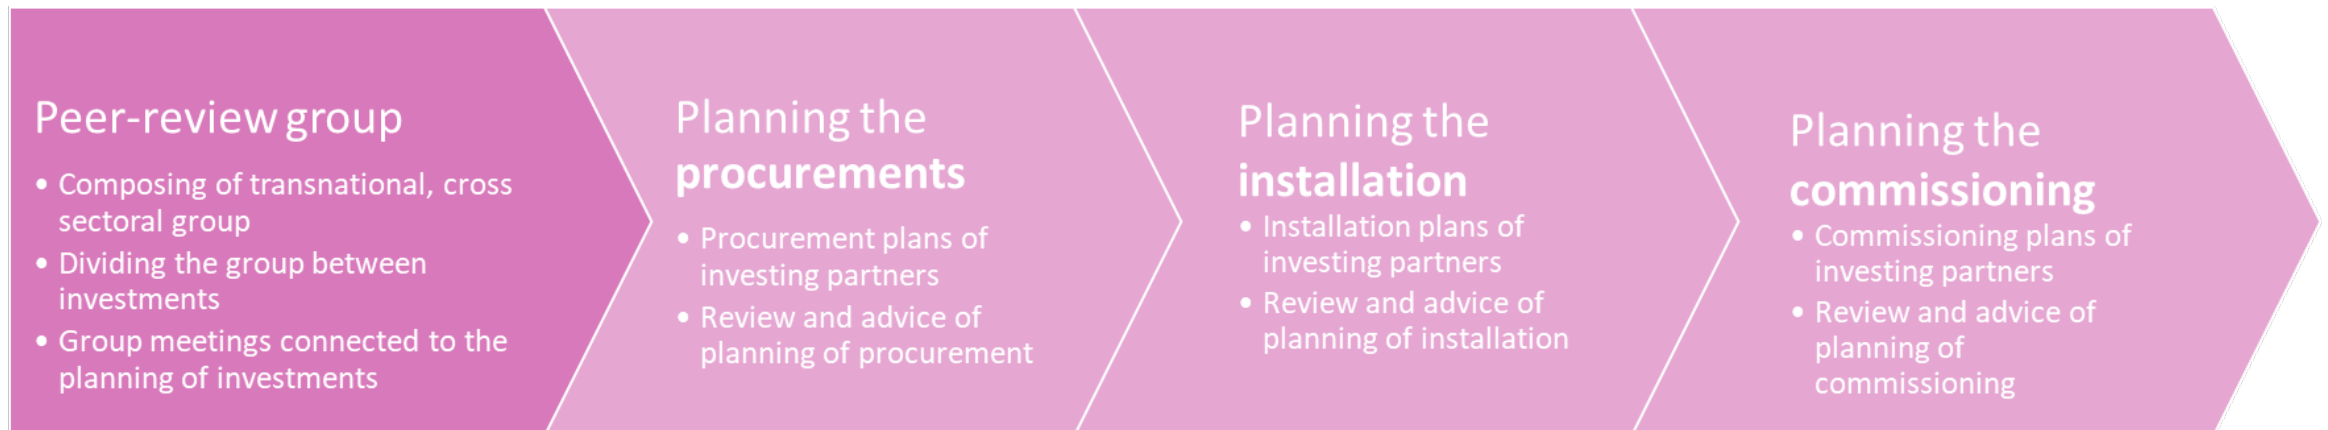 Peer-review group
• Composing of transnational, cross
sectoral group
• Dividing the group between
investments
• Group meetings connected to the
planning of investments
Planning the
procurements
• Procurement plans of
investing partners
• Review and advice of
planning of procurement
Planning the
installation
• Installation plans of
investing partners
• Review and advice of
planning of installation
Planning the
commissioning
• Commissioning plans of
investing partners
• Review and advice of
planning of
commissioning